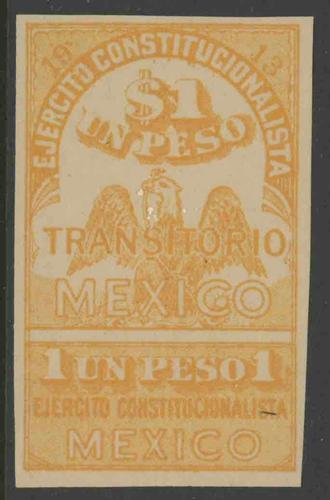 19 13
EJERCITO CONSTITUCIONALISTA
$1
UN PESO
TRANSITORIO
MEXICO
1 UN PESO 1
EJERCITO CONSTITUCIONALISTA
MEXICO